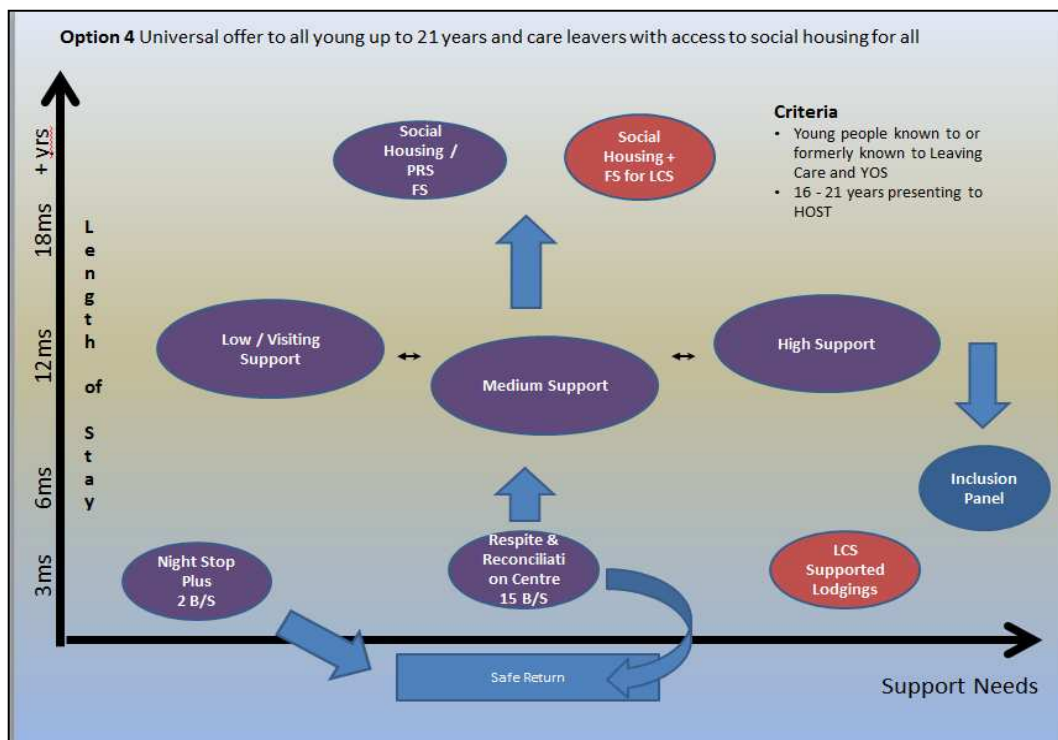 Option 4 Universal offer to all young up to 21 years and care leavers with access to social housing for all
+ yrs
18ms
12ms
6ms
3ms
Length of Stay
Social
Housing /
PRS
FS
Social
Housing +
FS for LCS
Criteria
• Young people known to or
formerly known to Leaving
Care and YOS
• 16 - 21 years presenting to
HOST
Low / Visiting
Support
Medium Support
High Support
Inclusion
Panel
Night Stop
Plus
2 B/S
Respite &
Reconciliati
on Centre
15 B/S
LCS
Supported
Lodgings
Safe Return
Support Needs